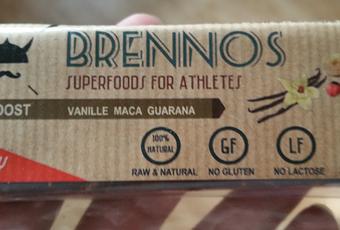 BRENNOS
SUPERFOODS FOR ATHLETES
OOST VANILLE MACA GUARANA
100% NATURAL GF LF
RAW & NATURAL NO GLUTEN NO LACTOSE